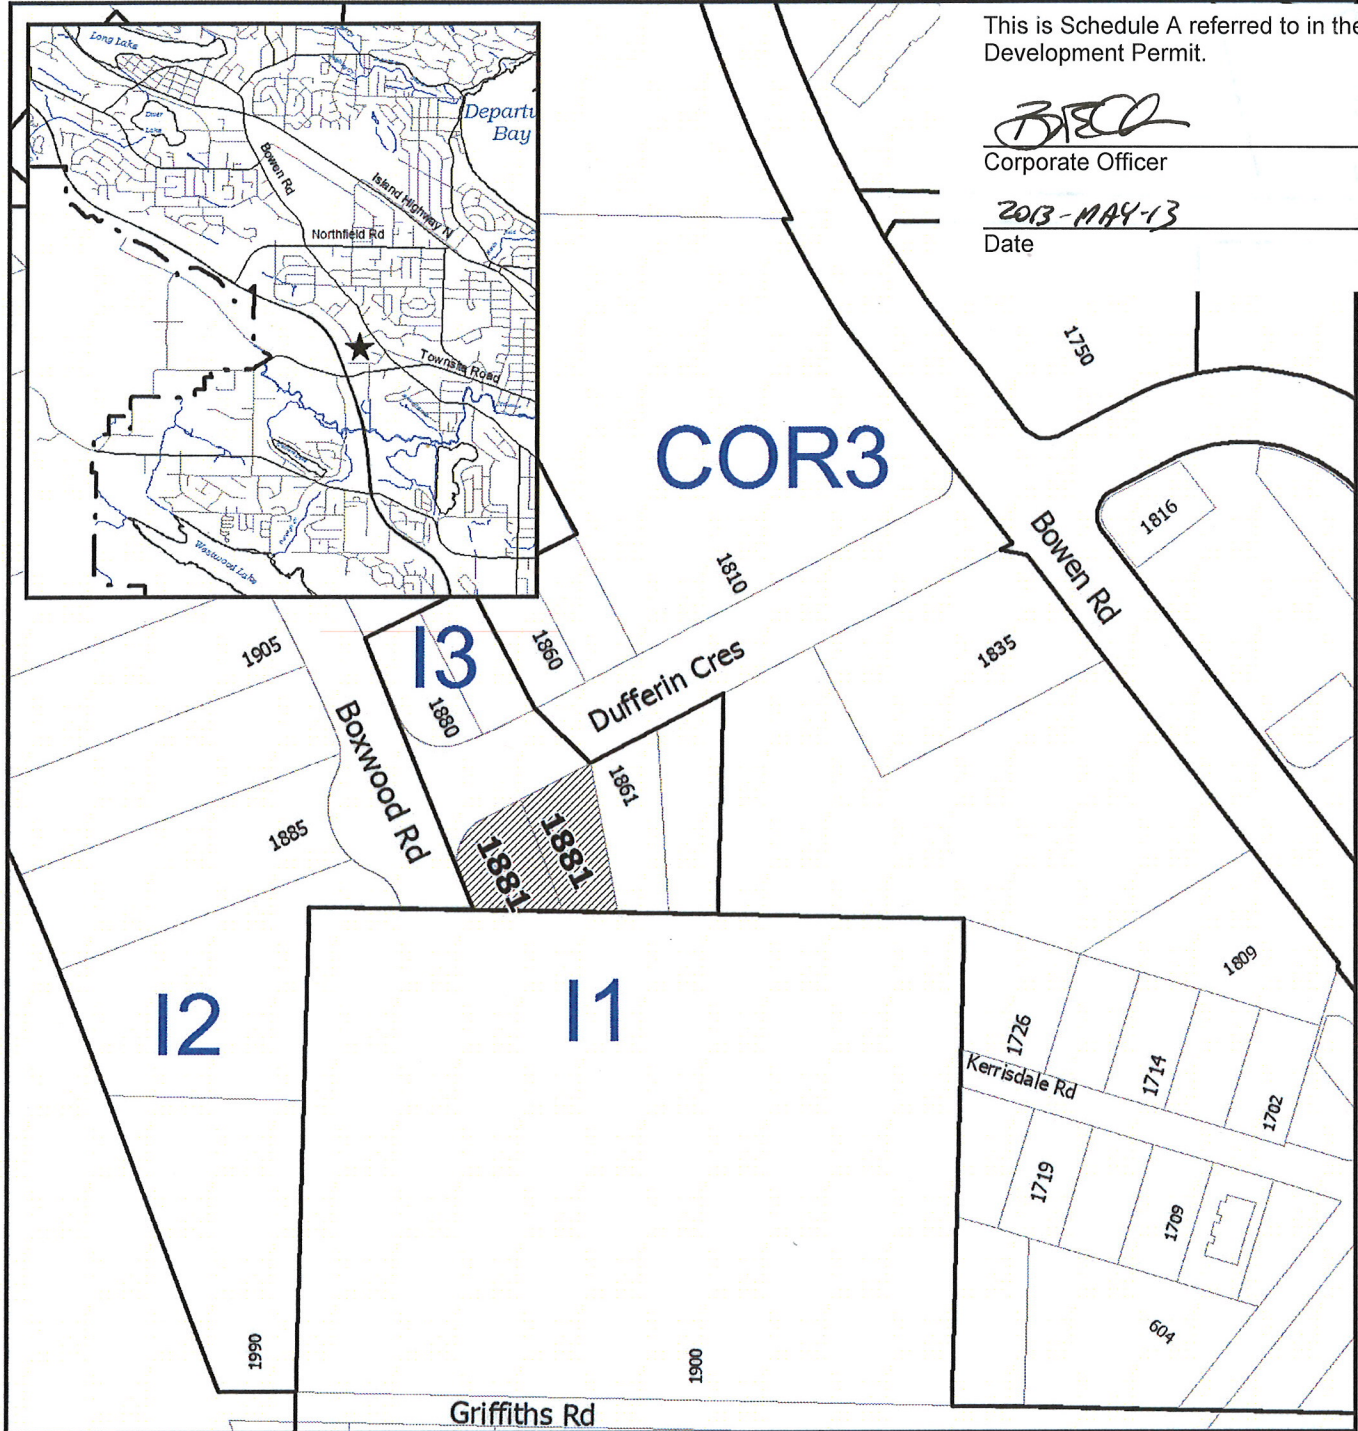 This is Schedule A referred to in the
Development Permit.
Corporate Officer
2013-MAY-13
Date
Long Lake
Diver
Lake
Departu
Bay
Bowen Rd
Island Highway N
Northfield Rd
Townsite Road
Westwood Lake
1750
COR3
1816
Bowen Rd
1810
1835
1905
I3
1860
1880
Dufferin Cres
Boxwood Rd
1861
1885
1881
1881
1809
I2
I1
1726
1714
1702
Kerrisdale Rd
1719
1709
604
1990
1900
Griffiths Rd